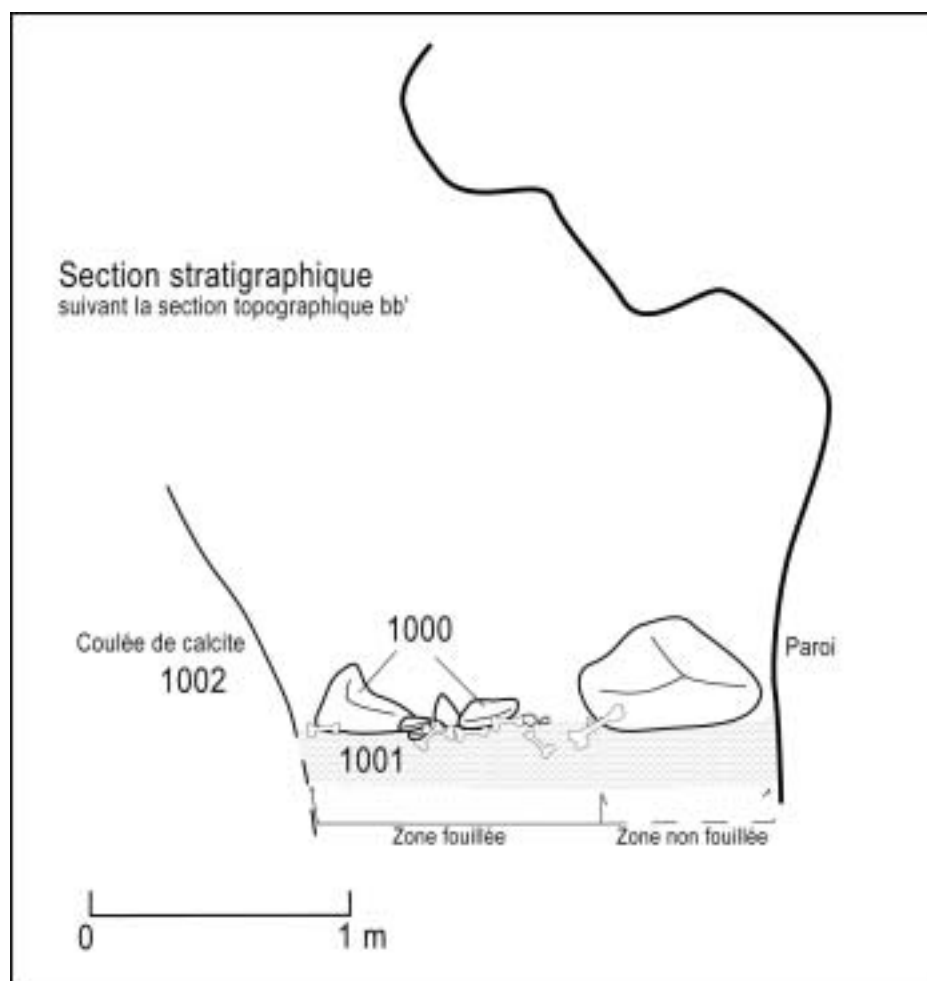 Section stratigraphique
suivant la section topographique bb'
1000
Coulée de calcite
1002
Paroi
1001
Zone fouillée
Zone non fouillée
0
1 m